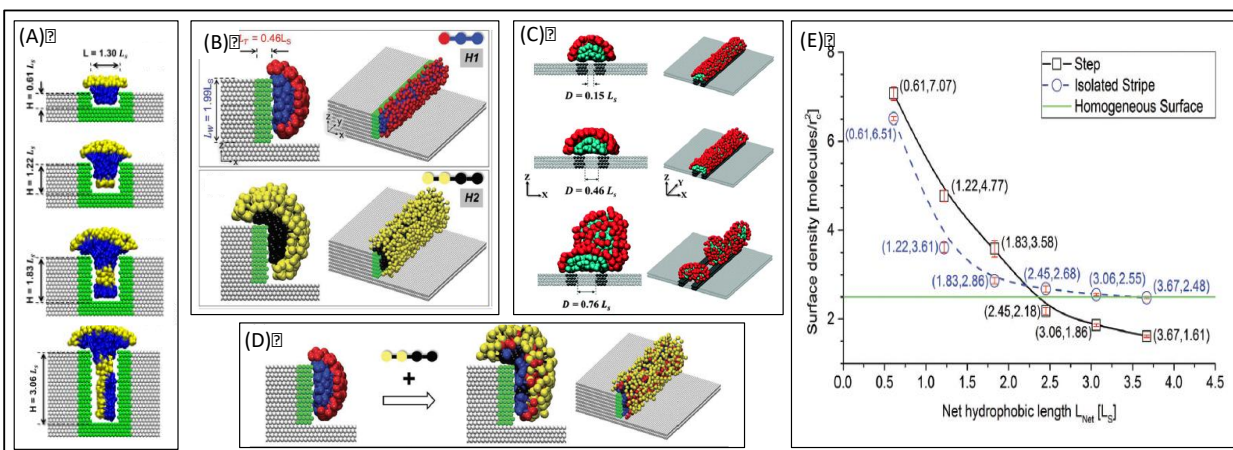 (A)
L = 1.30 Ls
H = 0.61 Ls
H = 1.22 Ls
H = 1.83 Ls
H = 3.06 Ls
(B)
LT = 0.46LS
LW = 1.99LS
H1
Z
Y
X
Z
X
H2
(C)
D = 0.15 Ls
D = 0.46 Ls
Z
X
Z
Y
X
D = 0.76 Ls
(D)
+
(E)
Surface density [molecules/rc²]
8
6
4
2
Step
Isolated Stripe
Homogeneous Surface
(0.61,7.07)
(0.61,6.51)
(1.22,4.77)
(1.22,3.61)
(1.83,3.58)
(1.83,2.86)
(2.45,2.68)
(2.45,2.18)
(3.06,2.55)
(3.06,1.86)
(3.67,2.48)
(3.67,1.61)
0.0 0.5 1.0 1.5 2.0 2.5 3.0 3.5 4.0 4.5
Net hydrophobic length LNet [LS]